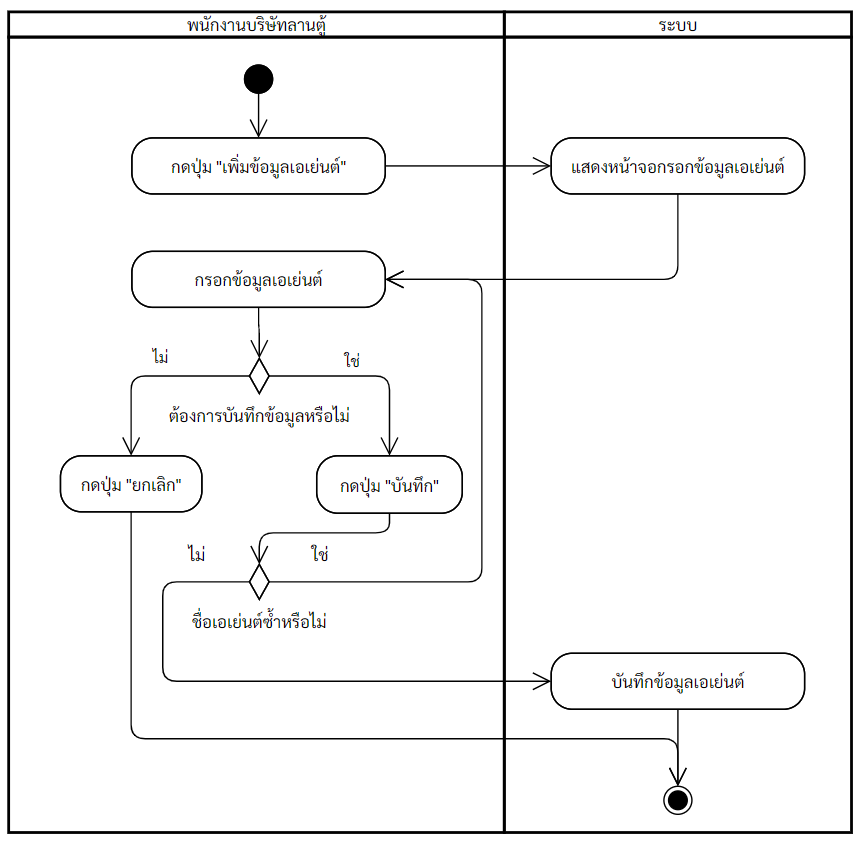 พนักงานบริษัทลานตู้
ระบบ
กดปุ่ม "เพิ่มข้อมูลเอเย่นต์"
แสดงหน้าจอกรอกข้อมูลเอเย่นต์
กรอกข้อมูลเอเย่นต์
ไม่
ใช่
ต้องการบันทึกข้อมูลหรือไม่
กดปุ่ม "ยกเลิก"
กดปุ่ม "บันทึก"
ไม่
ใช่
ชื่อเอเย่นต์ซ้ำหรือไม่
บันทึกข้อมูลเอเย่นต์